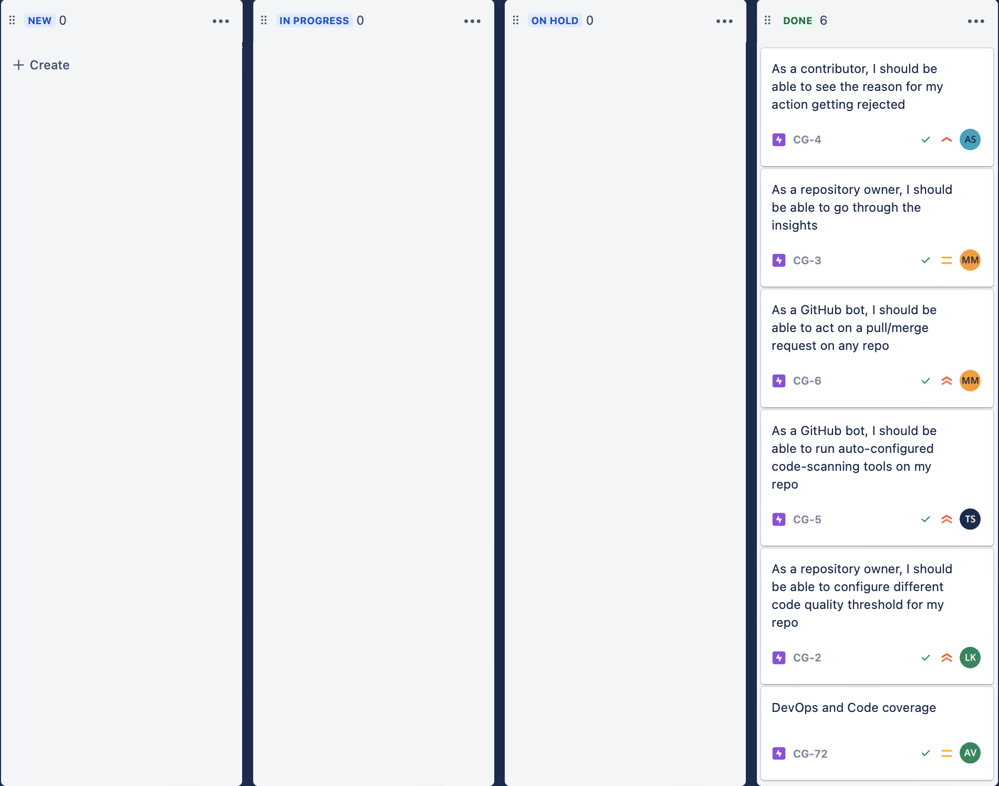 NEW 0
+ Create
IN PROGRESS 0
ON HOLD 0
DONE 6
As a contributor, I should be
able to see the reason for my
action getting rejected
CG-4
AS
As a repository owner, I should
be able to go through the
insights
CG-3
MM
As a GitHub bot, I should be
able to act on a pull/merge
request on any repo
CG-6
MM
As a GitHub bot, I should be
able to run auto-configured
code-scanning tools on my
repo
CG-5
TS
As a repository owner, I should
be able to configure different
code quality threshold for my
repo
CG-2
LK
DevOps and Code coverage
CG-72
AV